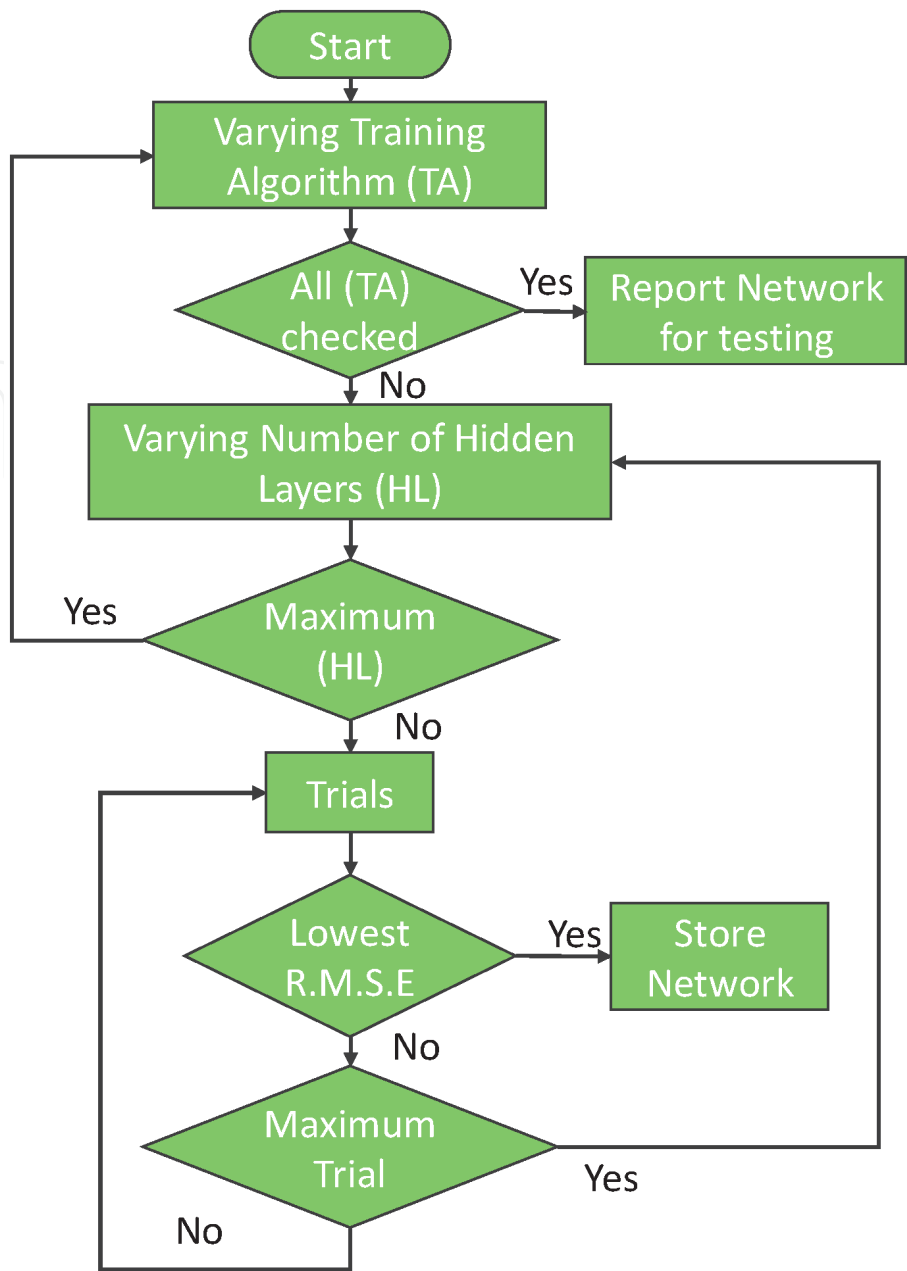 Start
Varying Training
Algorithm (TA)
All (TA)
checked
Yes
Report Network
for testing
No
Varying Number of Hidden
Layers (HL)
Yes
Maximum
(HL)
No
Trials
Lowest
R.M.S.E
Yes
Store
Network
No
Maximum
Trial
Yes
No